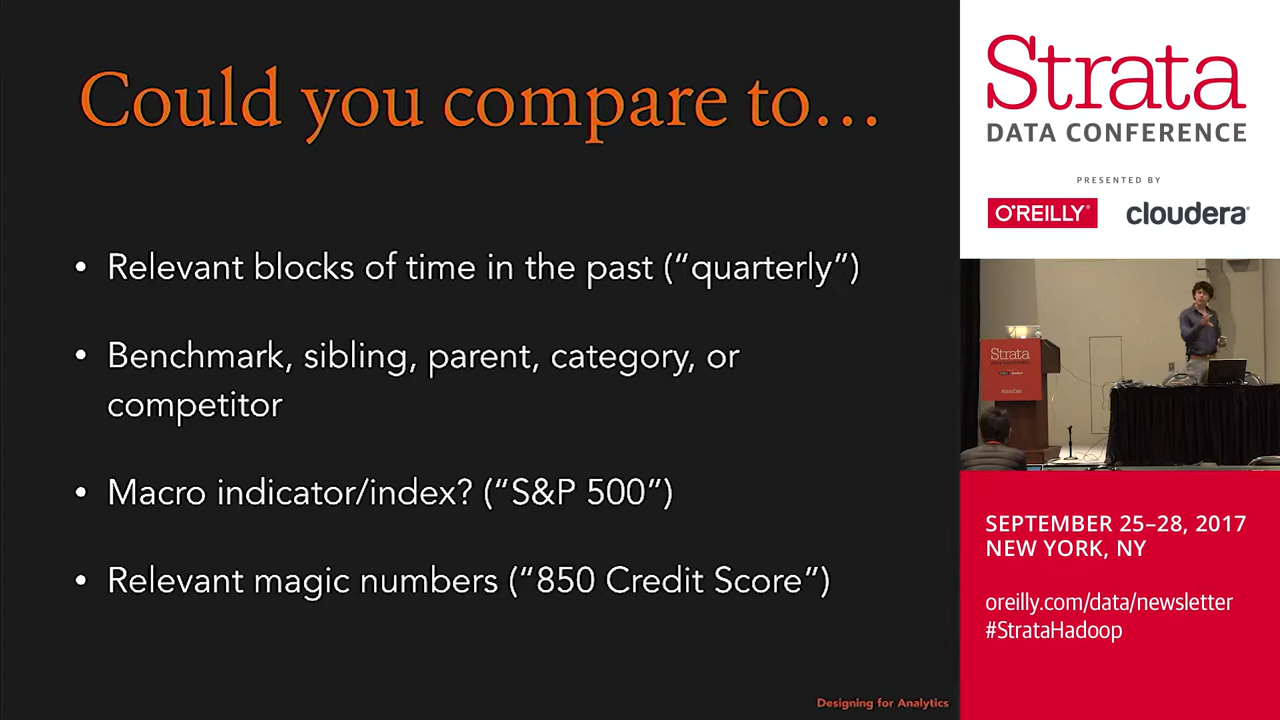 Could you compare to…
• Relevant blocks of time in the past (“quarterly”)
• Benchmark, sibling, parent, category, or
competitor
• Macro indicator/index? (“S&P 500”)
• Relevant magic numbers (“850 Credit Score”)
Designing for Analytics
Strata
DATA CONFERENCE
PRESENTED BY
O'REILLY®
cloudera®
Strata
SEPTEMBER 25–28, 2017
NEW YORK, NY
oreilly.com/data/newsletter
#StrataHadoop